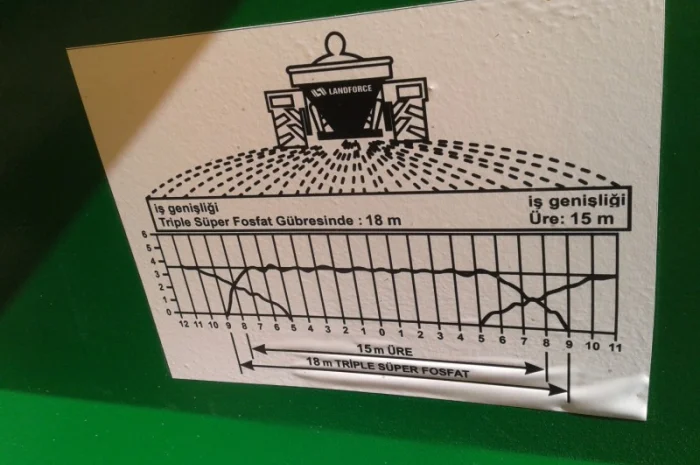 LANDFORCE
iş genişliği
Triple Süper Fosfat Gübresinde : 18 m
iş genişliği
Üre: 15 m
6
5
4
3
2
1
0
12 11 10 9 8 7 6 5 4 3 2 1 0 1 2 3 4 5 6 7 8 9 10 11
15 m ÜRE
18 m TRİPLE SÜPER FOSFAT